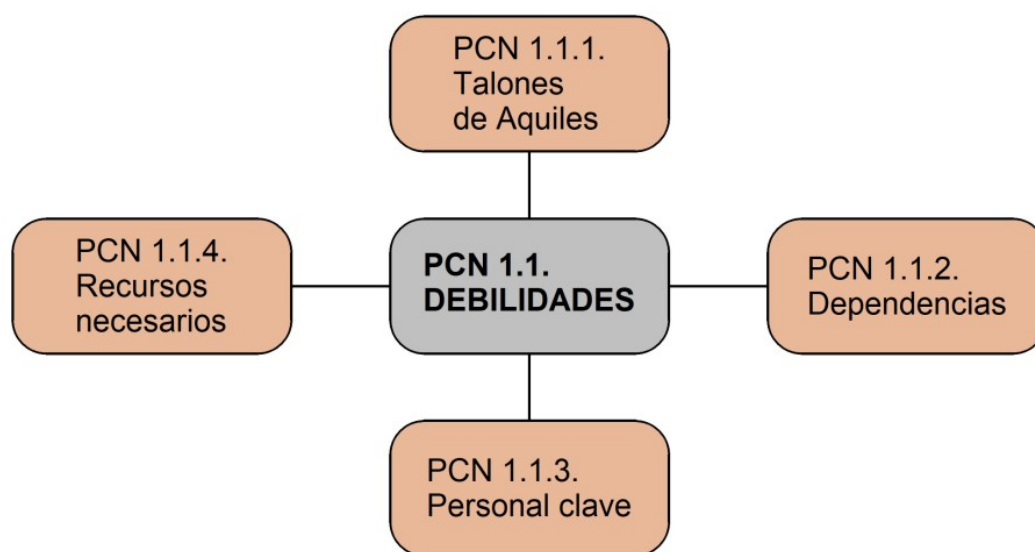 PCN 1.1.1.
Talones
de Aquiles
PCN 1.1.4.
Recursos
necesarios
PCN 1.1.
DEBILIDADES
PCN 1.1.2.
Dependencias
PCN 1.1.3.
Personal clave